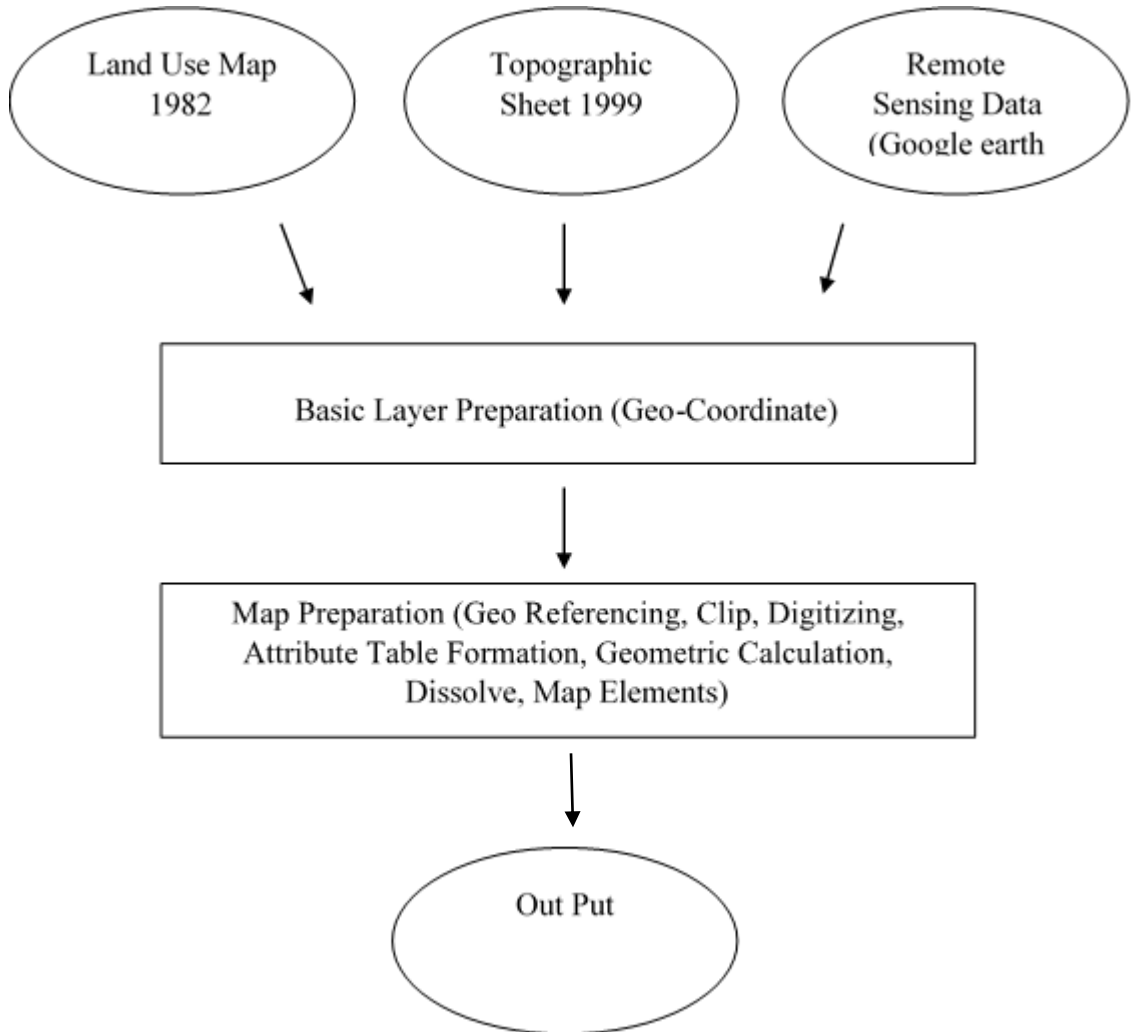 Land Use Map
1982
Topographic
Sheet 1999
Remote
Sensing Data
(Google earth
Basic Layer Preparation (Geo-Coordinate)
Map Preparation (Geo Referencing, Clip, Digitizing,
Attribute Table Formation, Geometric Calculation,
Dissolve, Map Elements)
Out Put